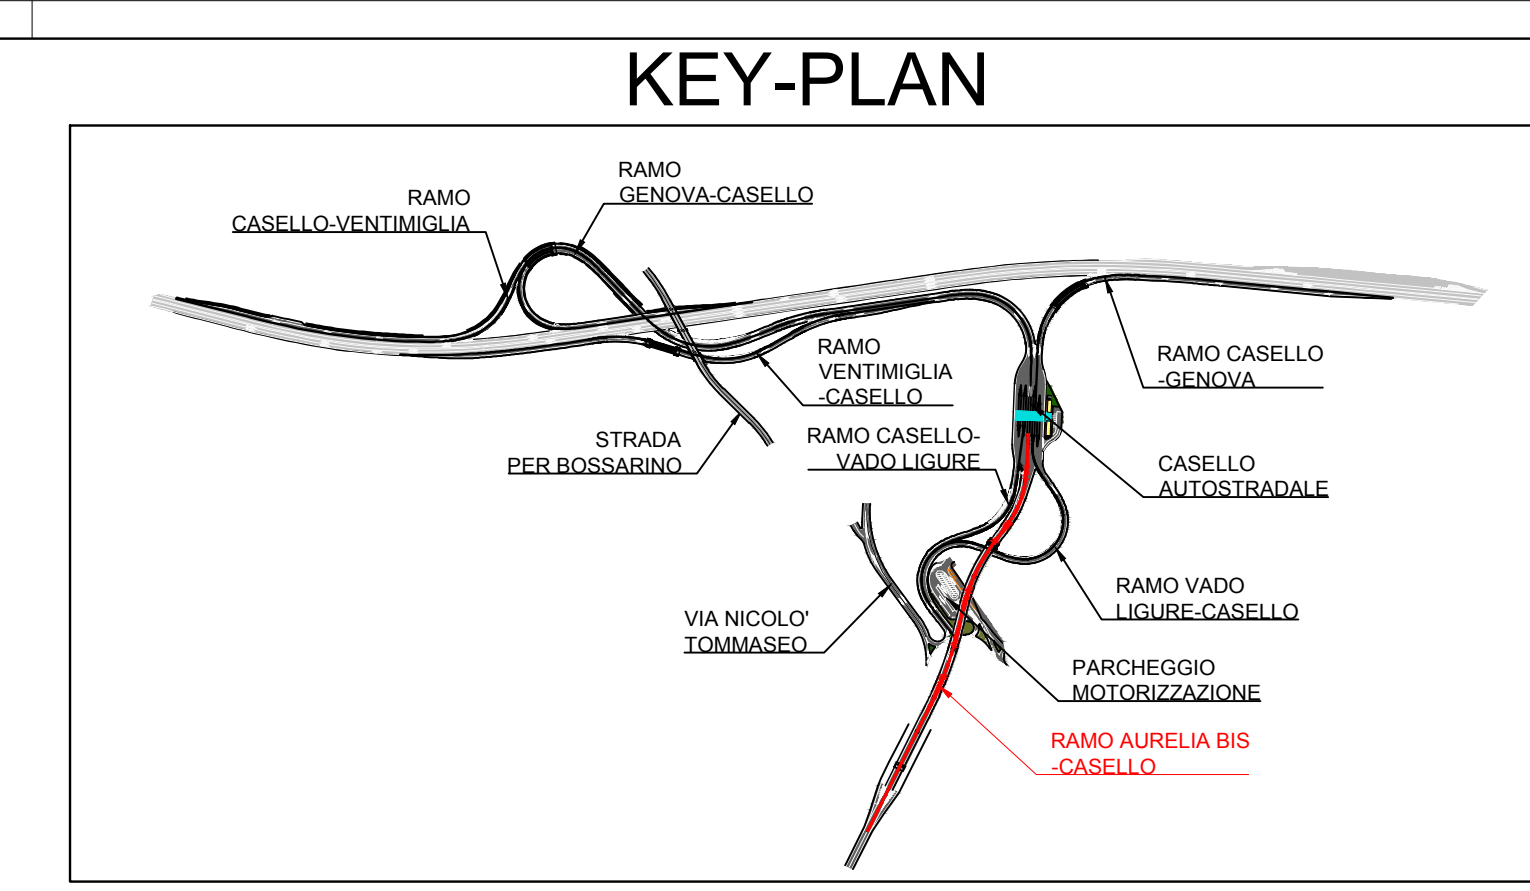 KEY-PLAN
RAMO
GENOVA-CASELLO
RAMO
CASELLO-VENTIMIGLIA
RAMO
VENTIMIGLIA
-CASELLO
RAMO CASELLO
-GENOVA
STRADA
PER BOSSARINO
RAMO CASELLO-
VADO LIGURE
CASELLO
AUTOSTRADALE
RAMO VADO
LIGURE-CASELLO
VIA NICOLO'
TOMMASEO
PARCHEGGIO
MOTORIZZAZIONE
RAMO AURELIA BIS
-CASELLO